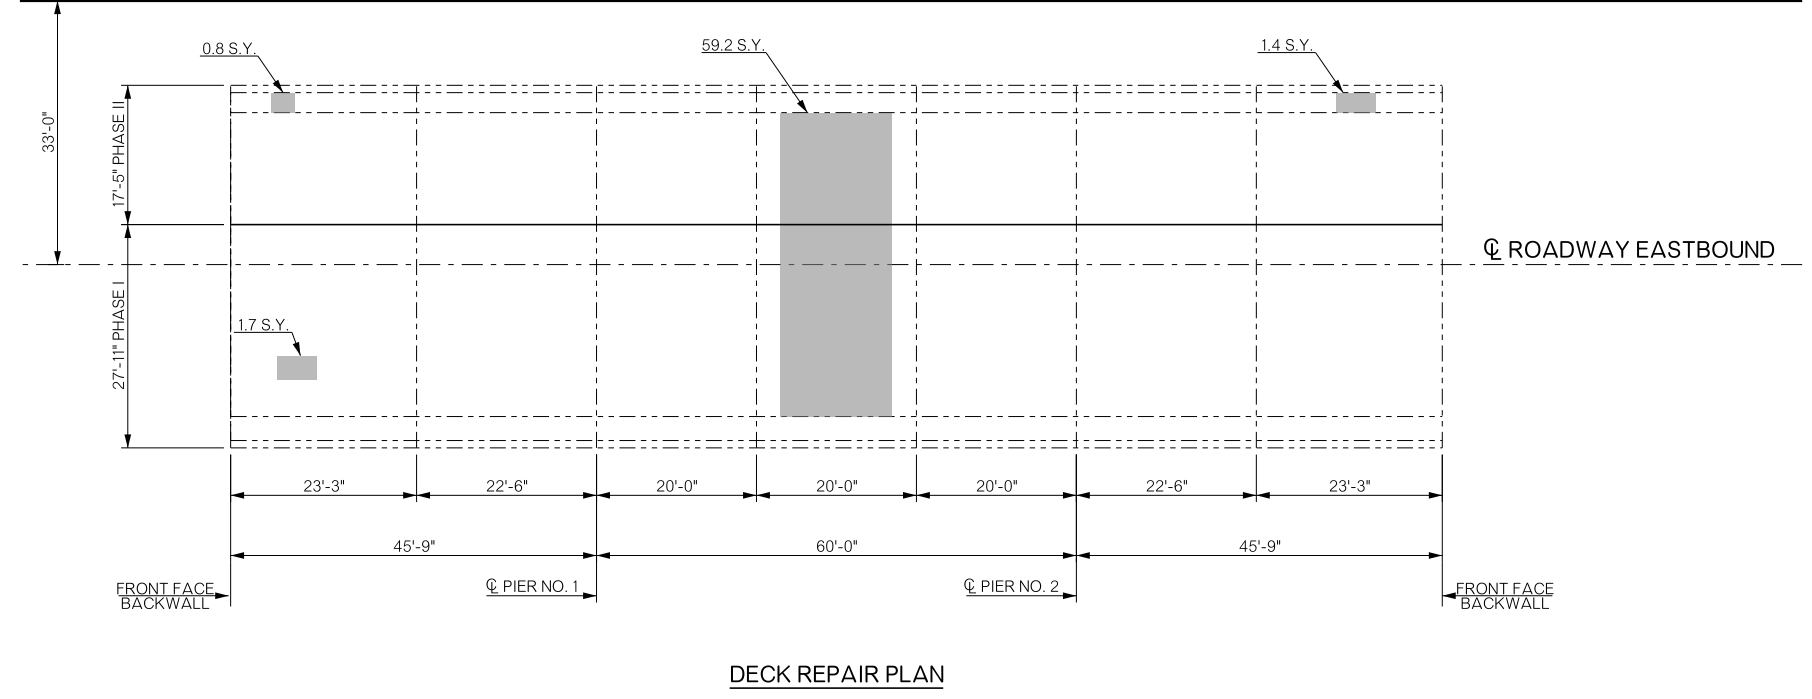 0.8 S.Y.
59.2 S.Y.
1.4 S.Y.
33'-0"
17'-5" PHASE II
℄ ROADWAY EASTBOUND
27'-11" PHASE I
1.7 S.Y.
23'-3"
22'-6"
20'-0"
20'-0"
20'-0"
22'-6"
23'-3"
45'-9"
60'-0"
45'-9"
FRONT FACE
BACKWALL
℄ PIER NO. 1
℄ PIER NO. 2
FRONT FACE
BACKWALL
DECK REPAIR PLAN